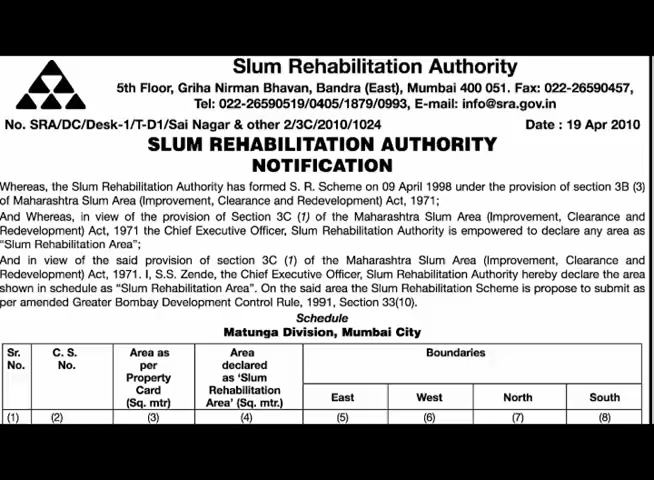 Slum Rehabilitation Authority
5th Floor, Griha Nirman Bhavan, Bandra (East), Mumbai 400 051. Fax: 022-26590457,
Tel: 022-26590519/0405/1879/0993, E-mail: info@sra.gov.in
No. SRA/DC/Desk-1/T-D1/Sai Nagar & other 2/3C/2010/1024 Date : 19 Apr 2010
SLUM REHABILITATION AUTHORITY
NOTIFICATION
Whereas, the Slum Rehabilitation Authority has formed S. R. Scheme on 09 April 1998 under the provision of section 3B (3)
of Maharashtra Slum Area (Improvement, Clearance and Redevelopment) Act, 1971;
And Whereas, in view of the provision of Section 3C (1) of the Maharashtra Slum Area (Improvement, Clearance and
Redevelopment) Act, 1971 the Chief Executive Officer, Slum Rehabilitation Authority is empowered to declare any area as
“Slum Rehabilitation Area”;
And in view of the said provision of section 3C (1) of the Maharashtra Slum Area (Improvement, Clearance and
Redevelopment) Act, 1971. I, S.S. Zende, the Chief Executive Officer, Slum Rehabilitation Authority hereby declare the area
shown in schedule as “Slum Rehabilitation Area”. On the said area the Slum Rehabilitation Scheme is propose to submit as
per amended Greater Bombay Development Control Rule, 1991, Section 33(10).
Schedule
Matunga Division, Mumbai City
Sr. No.
C. S. No.
Area as per Property Card (Sq. mtr)
Area declared as ‘Slum Rehabilitation Area’ (Sq. mtr.)
Boundaries
East West North South
(1) (2) (3) (4) (5) (6) (7) (8)